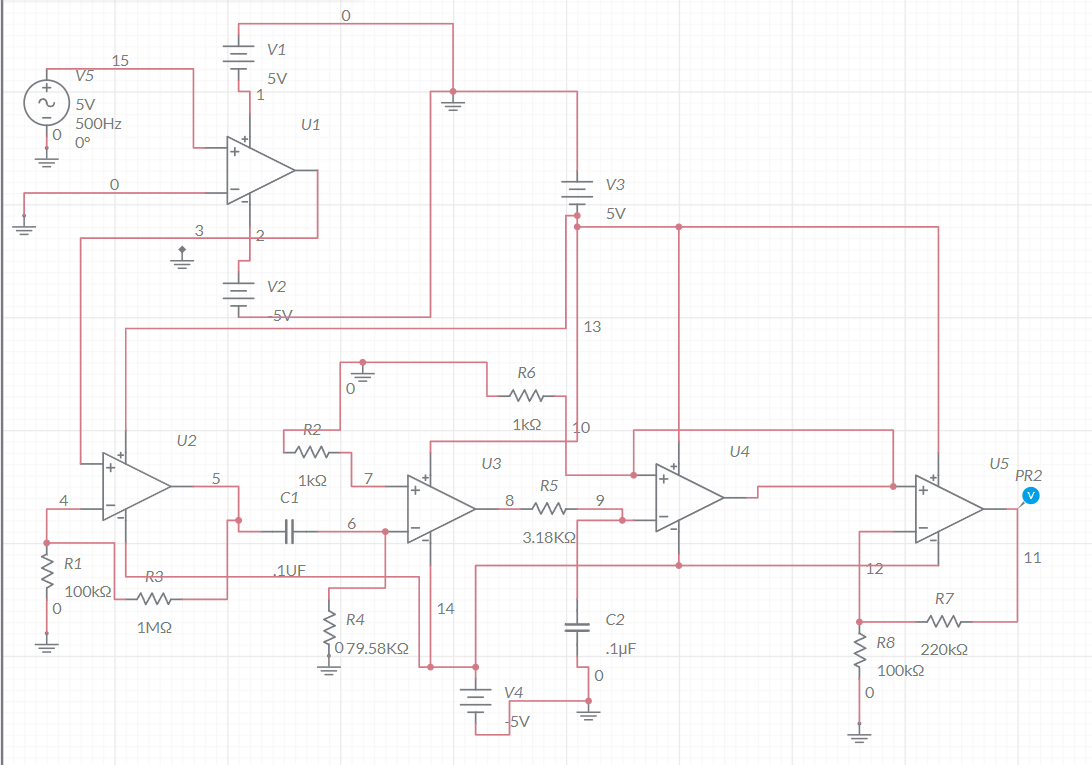 0
V1
5V
1
15
V5
5V
500Hz
0°
0
U1
0
3
2
V2
-5V
V3
5V
13
0
R6
1kΩ
10
R2
1kΩ
7
U2
5
4
C1
6
.1UF
U3
8
R5
9
3.18KΩ
U4
U5
PR2
V
11
12
R1
100kΩ
0
R3
1MΩ
14
R4
0
79.58KΩ
C2
.1µF
0
V4
-5V
R7
220kΩ
R8
100kΩ
0